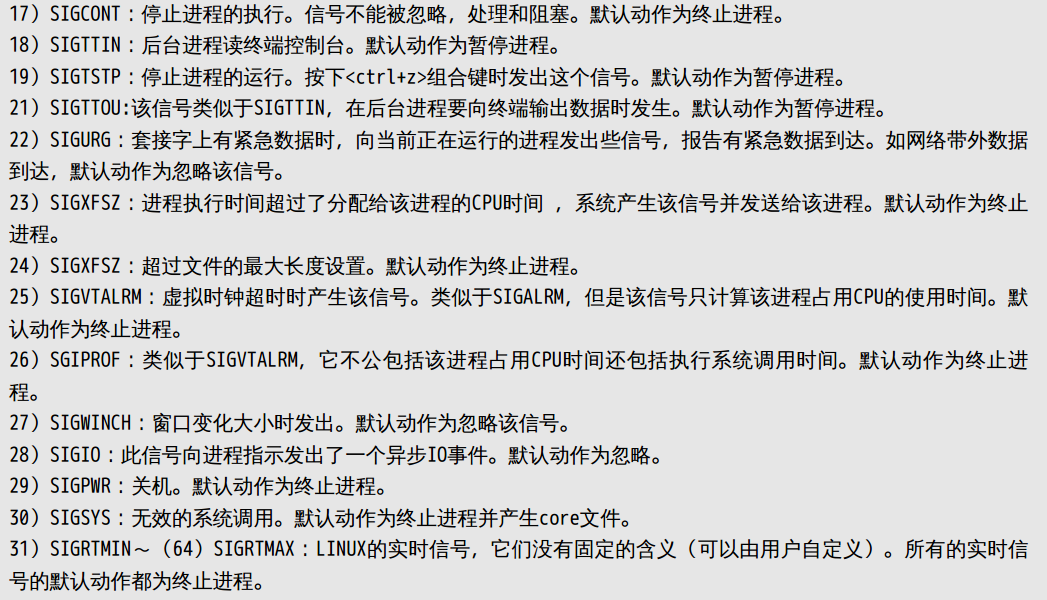 17) SIGCONT：停止进程的执行。信号不能被忽略，处理和阻塞。默认动作为终止进程。
18) SIGTTIN：后台进程读终端控制台。默认动作为暂停进程。
19) SIGTSTP：停止进程的运行。按下<ctrl+z>组合键时发出这个信号。默认动作为暂停进程。
21) SIGTTOU:该信号类似于SIGTTIN，在后台进程要向终端输出数据时发生。默认动作为暂停进程。
22) SIGURG：套接字上有紧急数据时，向当前正在运行的进程发出些信号，报告有紧急数据到达。如网络带外数据
到达，默认动作为忽略该信号。
23) SIGXFSZ：进程执行时间超过了分配给该进程的CPU时间 ，系统产生该信号并发送给该进程。默认动作为终止
进程。
24) SIGXFSZ：超过文件的最大长度设置。默认动作为终止进程。
25) SIGVTALRM：虚拟时钟超时时产生该信号。类似于SIGALRM，但是该信号只计算该进程占用CPU的使用时间。默
认动作为终止进程。
26) SGIPROF：类似于SIGVTALRM，它不公包括该进程占用CPU时间还包括执行系统调用时间。默认动作为终止进
程。
27) SIGWINCH：窗口变化大小时发出。默认动作为忽略该信号。
28) SIGIO：此信号向进程指示发出了一个异步IO事件。默认动作为忽略。
29) SIGPWR：关机。默认动作为终止进程。
30) SIGSYS：无效的系统调用。默认动作为终止进程并产生core文件。
31) SIGRTMIN～（64）SIGRTMAX：LINUX的实时信号，它们没有固定的含义（可以由用户自定义）。所有的实时信
号的默认动作都为终止进程。